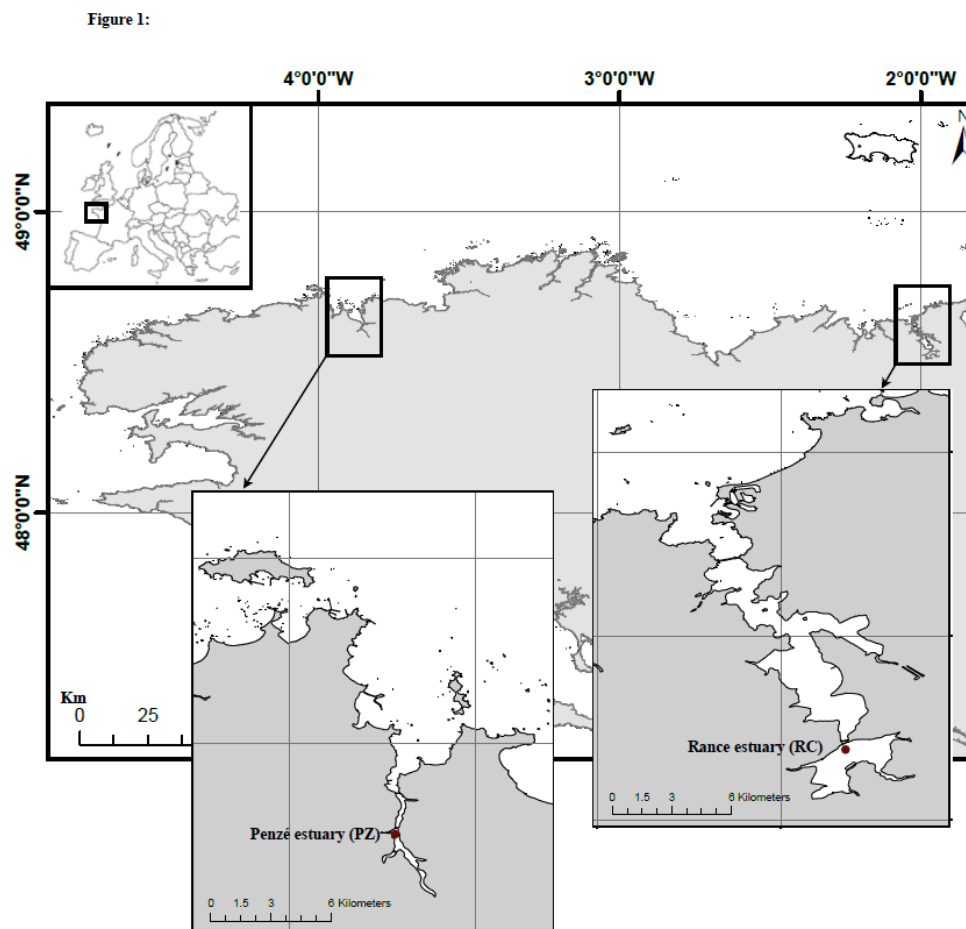 Figure 1:
4°0'0"W
3°0'0"W
2°0'0"W
N
49°0'0"N
48°0'0"N
Km
0 25
Rance estuary (RC)
0 1.5 3 6 Kilometers
Penzé estuary (PZ)
0 1.5 3 6 Kilometers